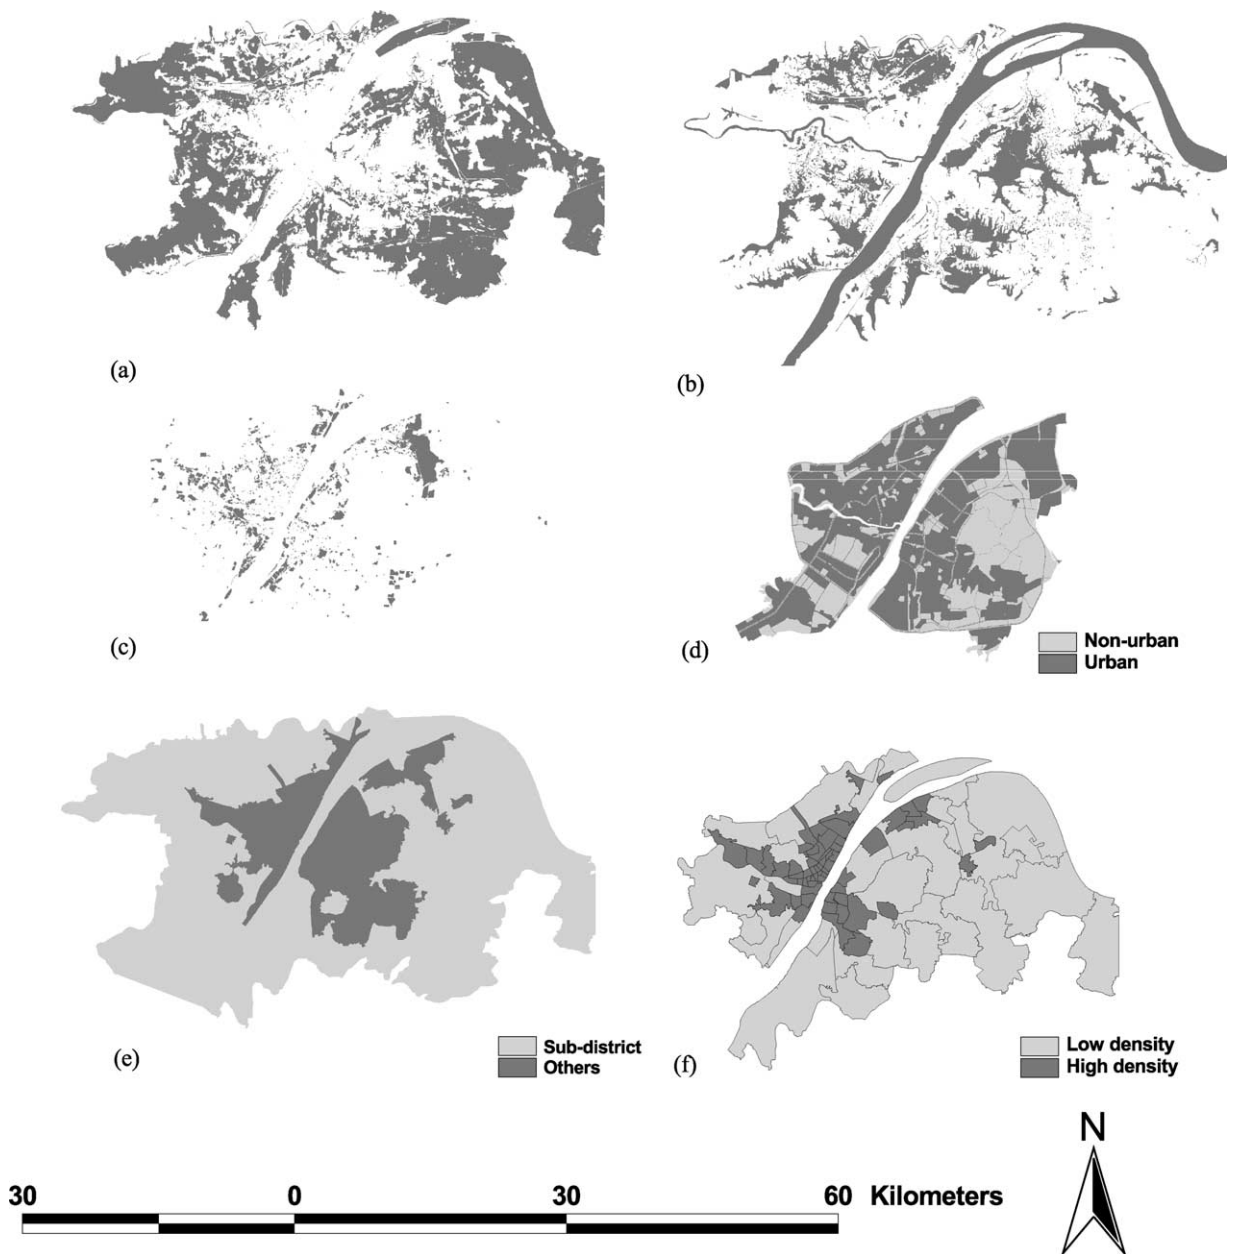 (a)
(b)
(c)
(d)
Non-urban
Urban
(e)
Sub-district
Others
(f)
Low density
High density
N
30 0 30 60 Kilometers